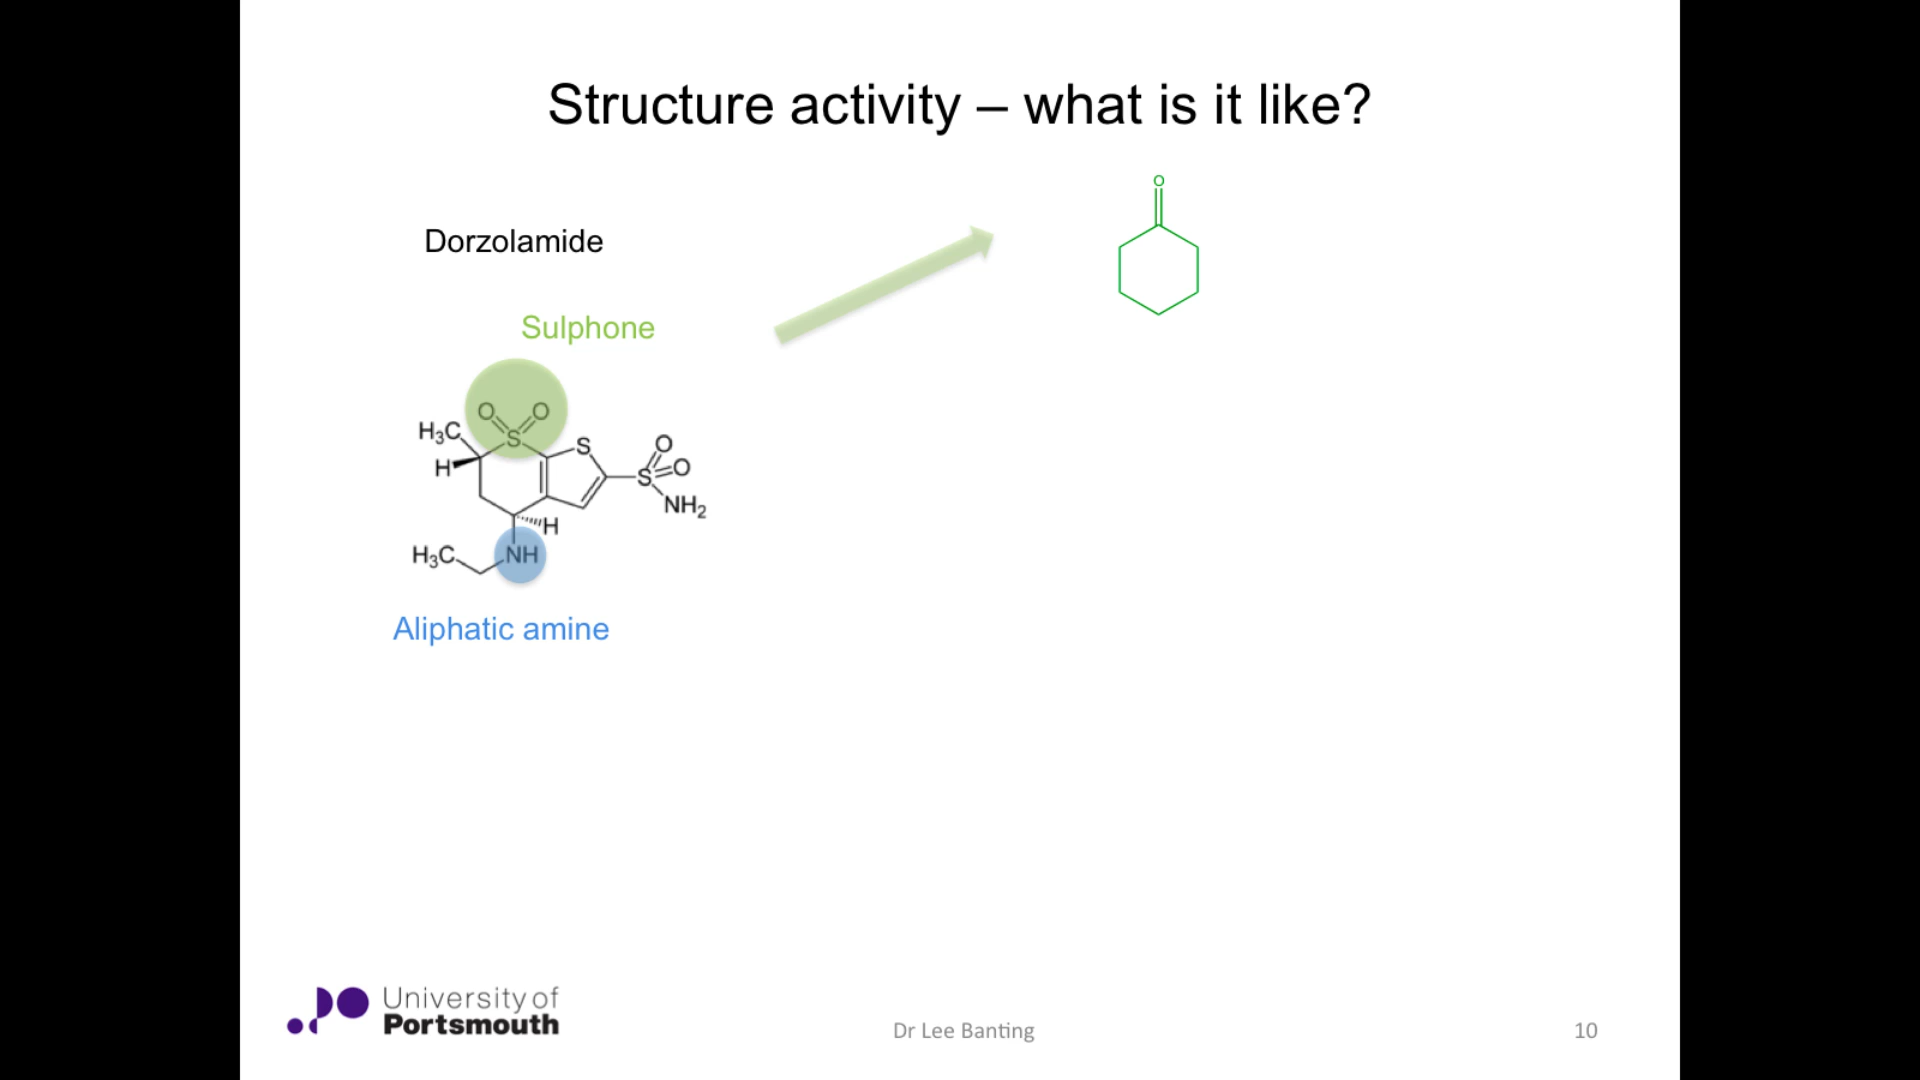 Structure activity – what is it like?
O
Dorzolamide
Sulphone
O O
H₃C S S O
H S O
NH₂
H
H₃C NH
Aliphatic amine
University of
Portsmouth
Dr Lee Banting
10